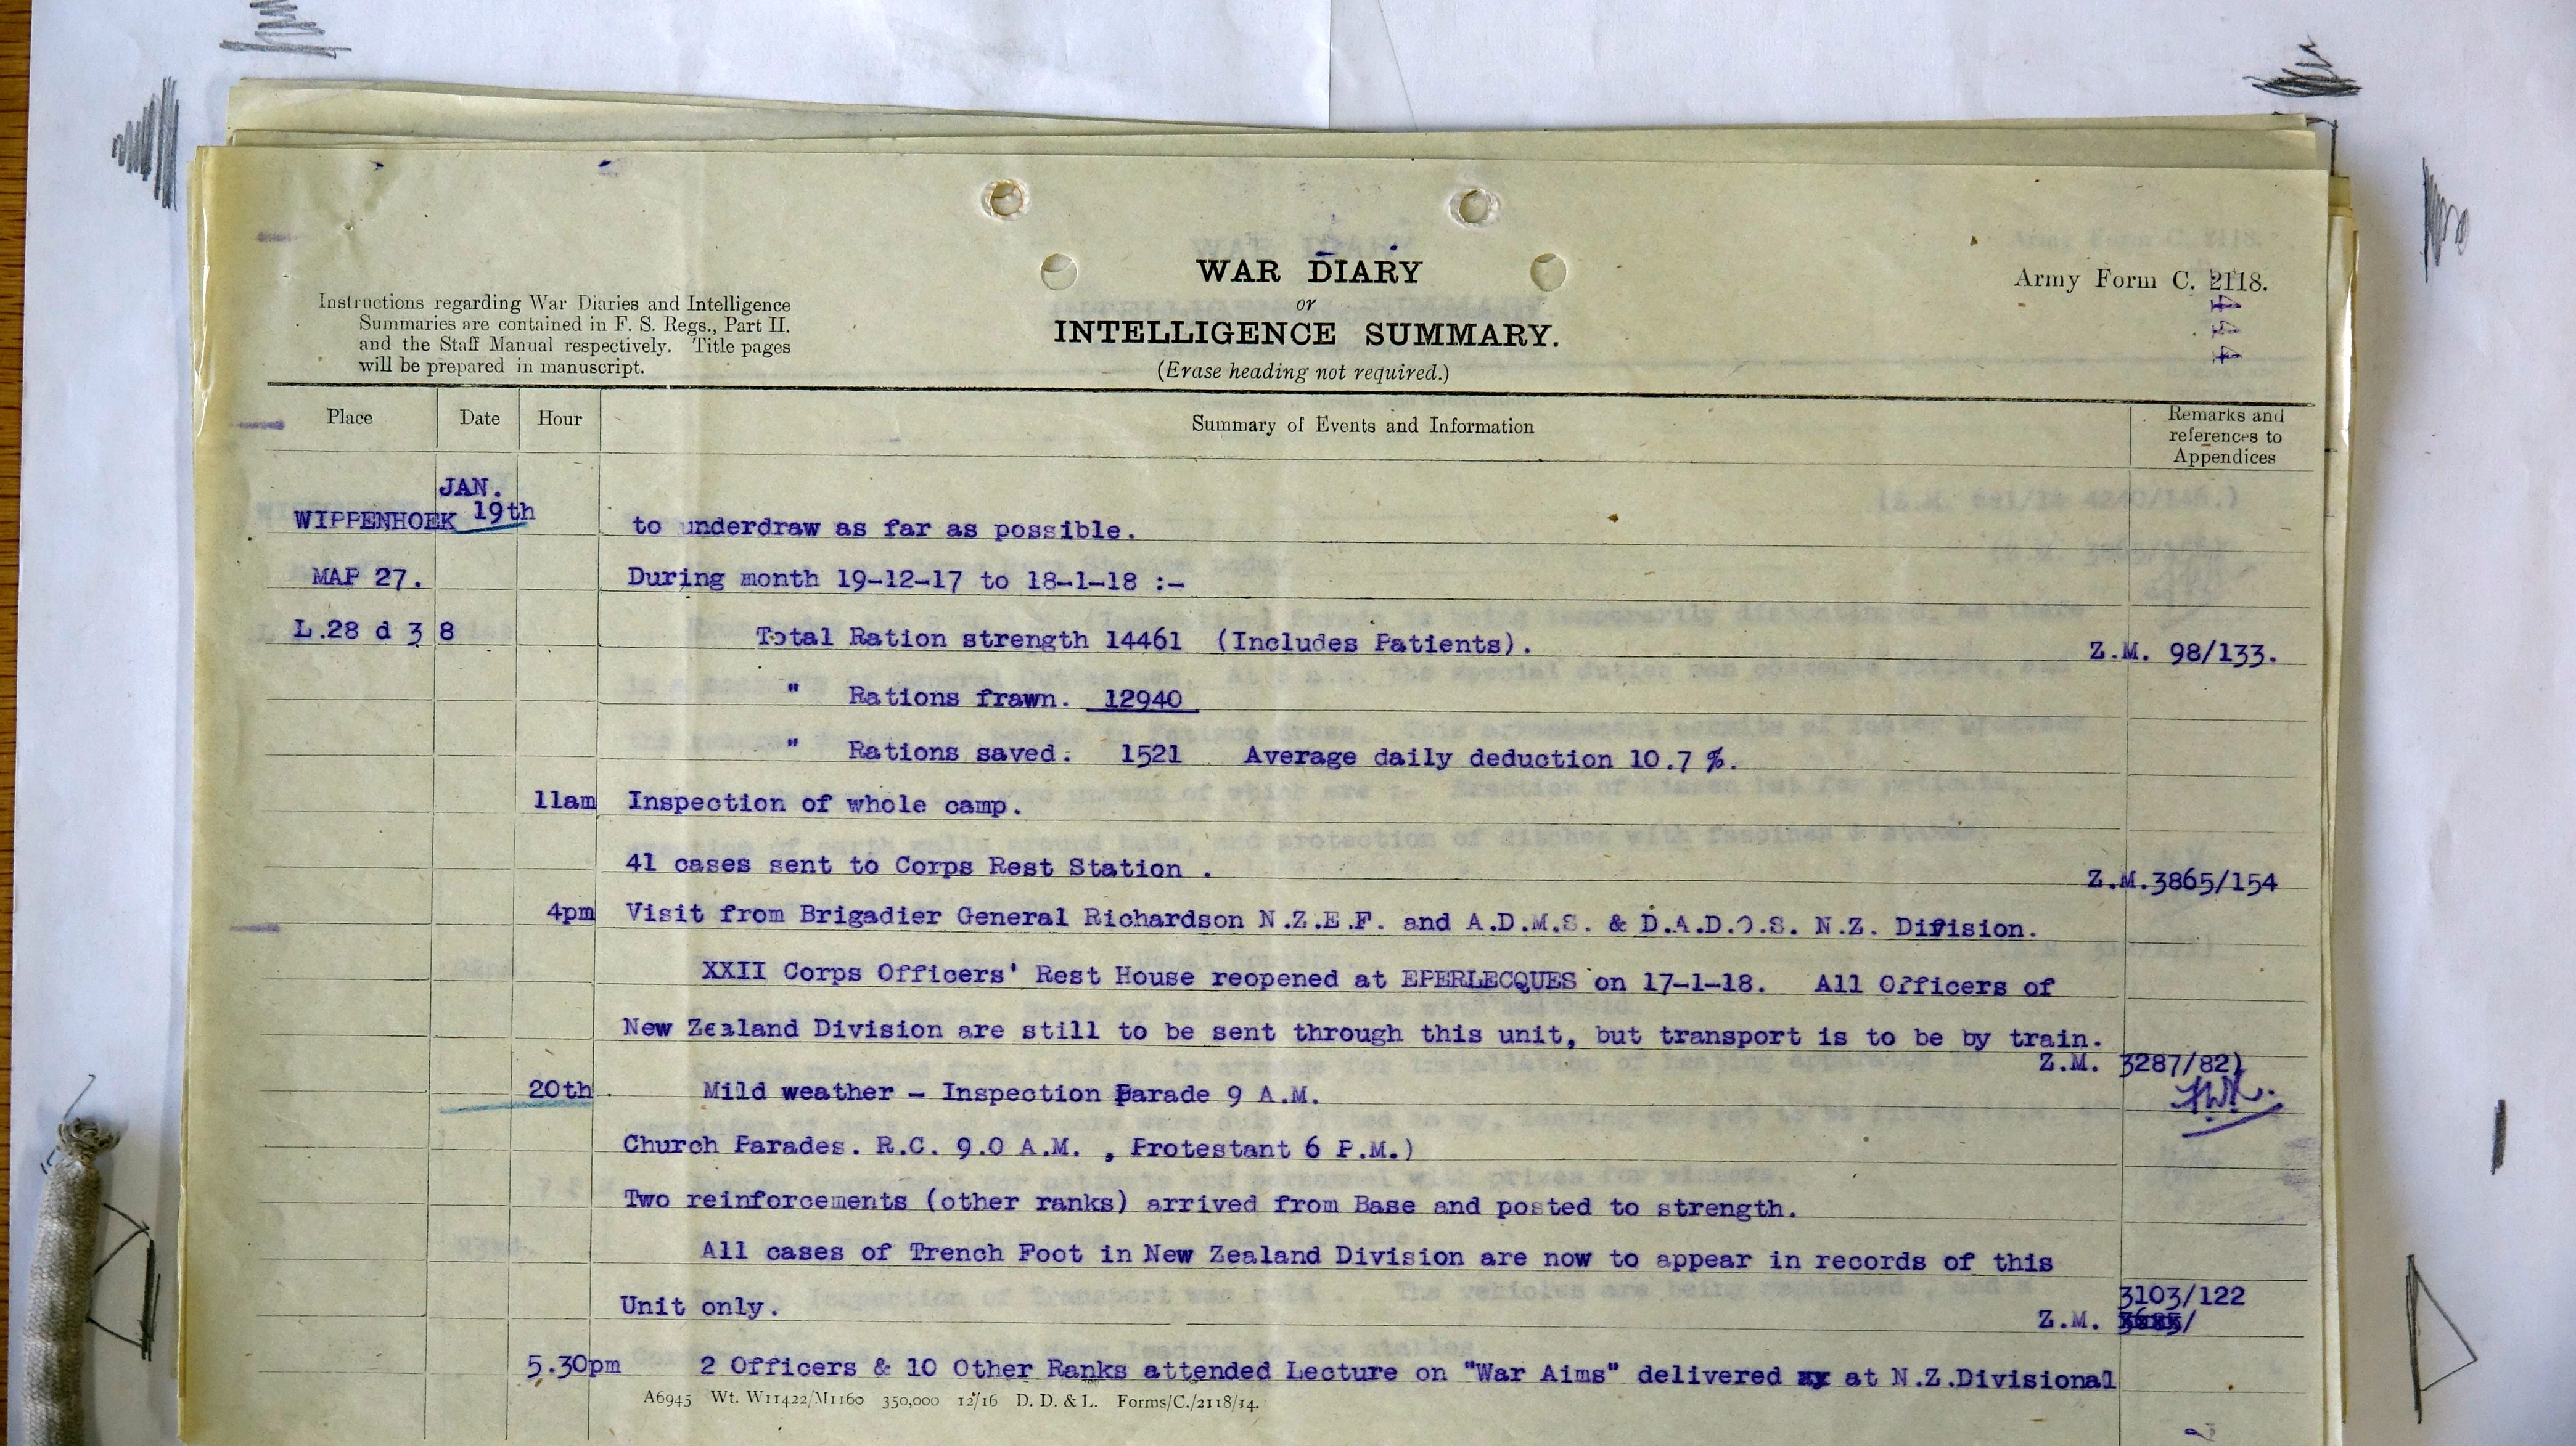 WAR DIARY
or
INTELLIGENCE SUMMARY.
(Erase heading not required.)
Army Form C. 2118.
444
Instructions regarding War Diaries and Intelligence
Summaries are contained in F. S. Regs., Part II.
and the Staff Manual respectively. Title pages
will be prepared in manuscript.
Place Date Hour Summary of Events and Information Remarks and
references to
Appendices
JAN.
WIPPENHOEK 19th to underdraw as far as possible.
MAP 27. During month 19-12-17 to 18-1-18 :-
L.28 d 3 8 Total Ration strength 14461 (Includes Patients). Z.M. 98/133.
" Rations frawn. 12940
" Rations saved. 1521 Average daily deduction 10.7 %.
11am Inspection of whole camp.
41 cases sent to Corps Rest Station . Z.M.3865/154
4pm Visit from Brigadier General Richardson N.Z.E.F. and A.D.M.S. & D.A.D.O.S. N.Z. Division.
XXII Corps Officers' Rest House reopened at EPERLECQUES on 17-1-18. All Officers of
New Zealand Division are still to be sent through this unit, but transport is to be by train.
Z.M. 3287/82)
20th Mild weather - Inspection Parade 9 A.M.
Church Parades. R.C. 9.0 A.M. , Protestant 6 P.M.)
Two reinforcements (other ranks) arrived from Base and posted to strength.
All cases of Trench Foot in New Zealand Division are now to appear in records of this
3103/122
Unit only. Z.M.
5.30pm 2 Officers & 10 Other Ranks attended Lecture on "War Aims" delivered at N.Z.Divisional
A6945 Wt. W11422/M1160 350,000 12/16 D. D. & L. Forms/C./2118/14.